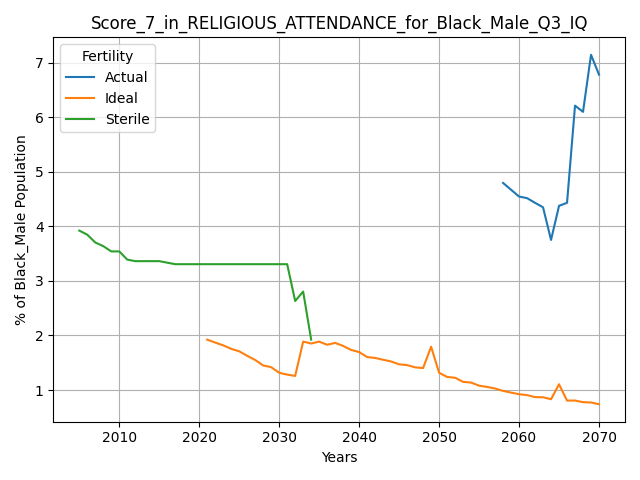 Score_7_in_RELIGIOUS_ATTENDANCE_for_Black_Male_Q3_IQ
Fertility
Actual
Ideal
Sterile
% of Black_Male Population
7
6
5
4
3
2
1
2010 2020 2030 2040 2050 2060 2070
Years